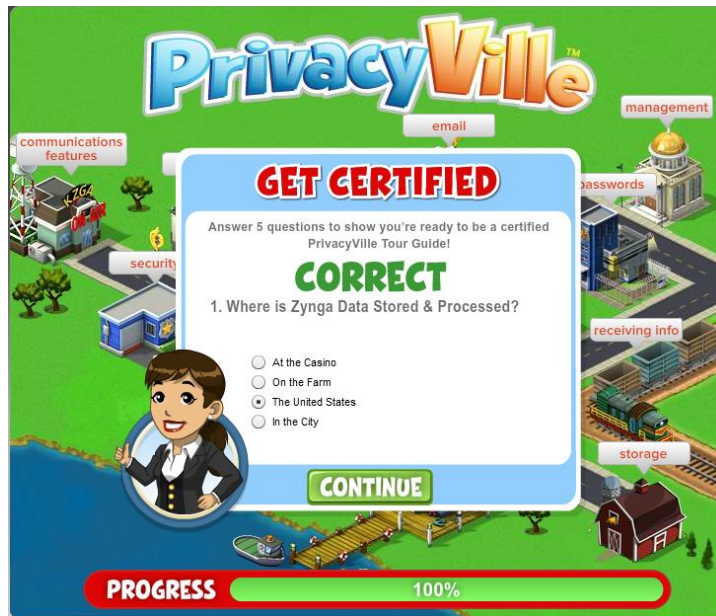 PrivacyVille™
management
email
communications
features
passwords
KZGA
ON AIR
GET CERTIFIED
Answer 5 questions to show you're ready to be a certified
PrivacyVille Tour Guide!
CORRECT
security
1. Where is Zynga Data Stored & Processed?
receiving info
At the Casino
On the Farm
The United States
In the City
storage
CONTINUE
PROGRESS
100%